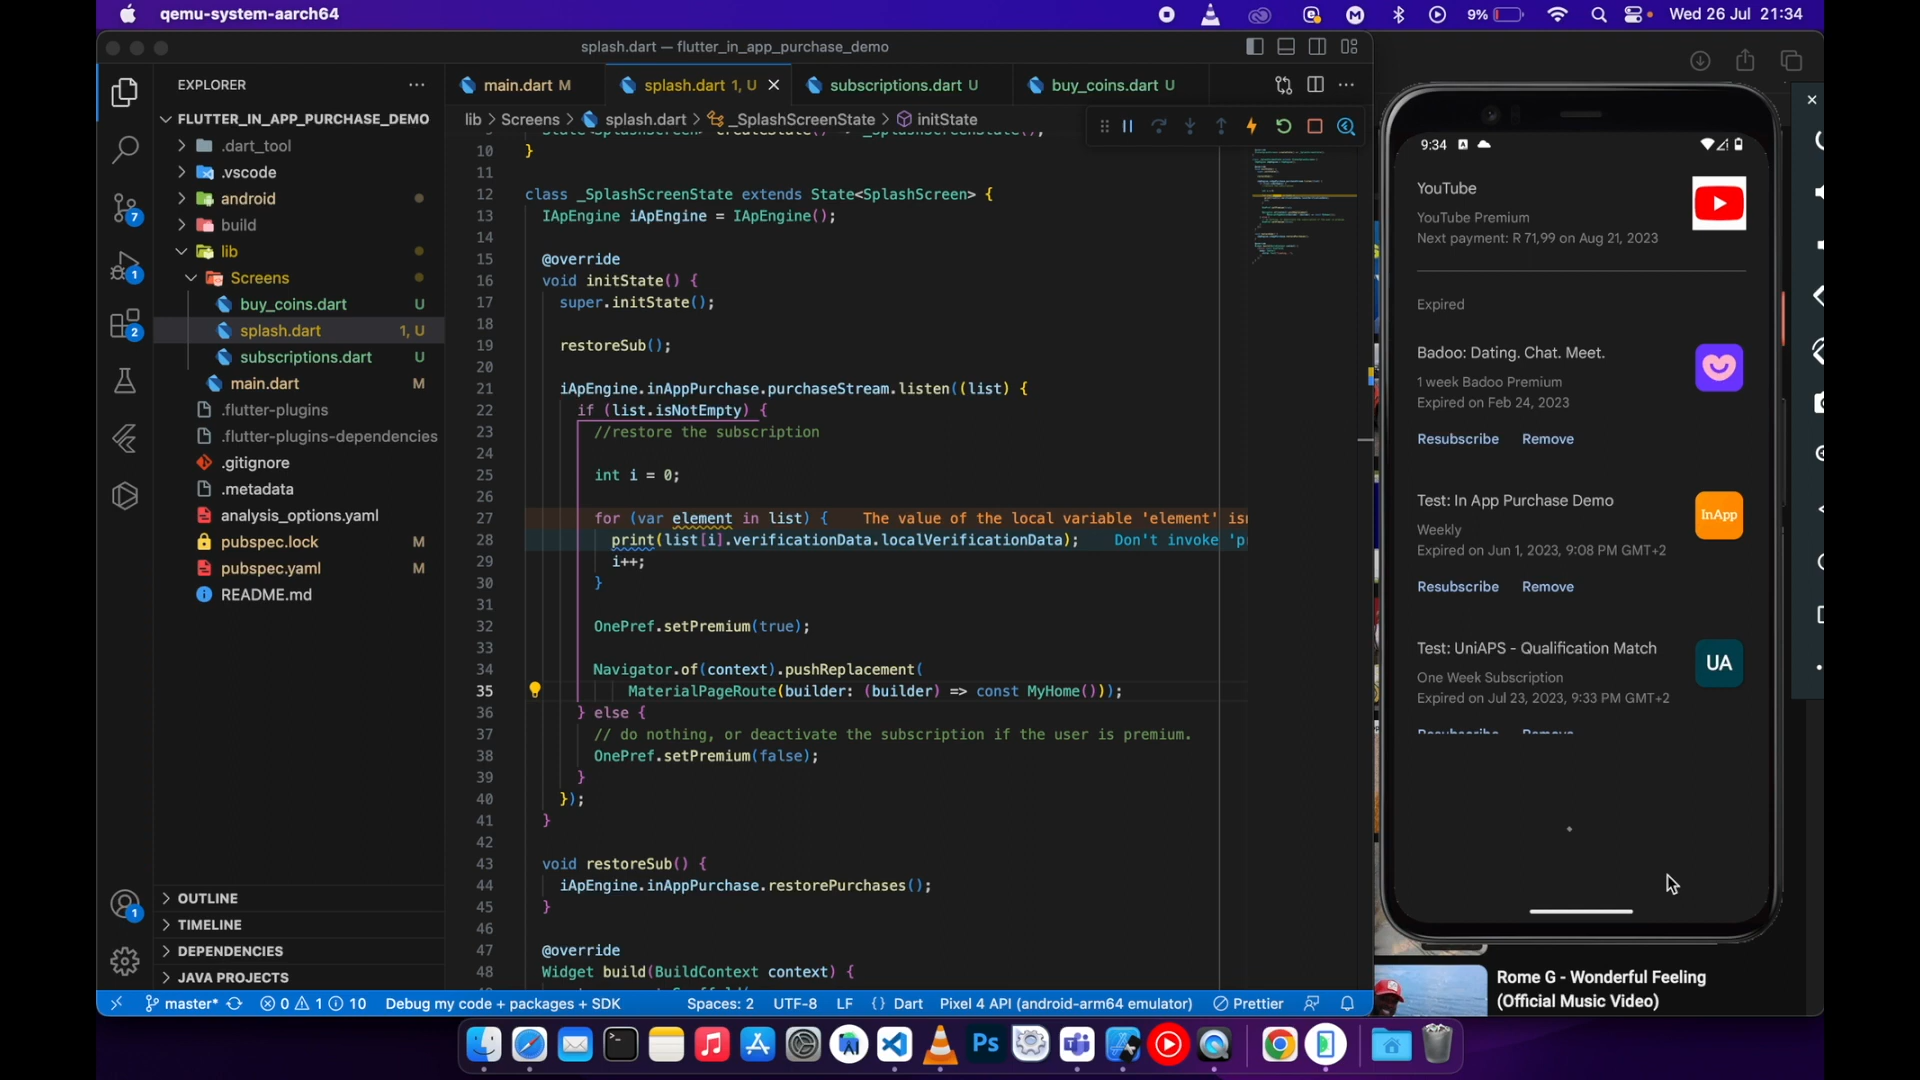 qemu-system-aarch64
9%
Wed 26 Jul 21:34
splash.dart — flutter_in_app_purchase_demo
EXPLORER
main.dart M
splash.dart 1, U
subscriptions.dart U
buy_coins.dart U
lib > Screens > splash.dart > _SplashScreenState > initState
FLUTTER_IN_APP_PURCHASE_DEMO
.dart_tool
.vscode
android
build
lib
Screens
buy_coins.dart U
splash.dart 1, U
subscriptions.dart U
main.dart M
.flutter-plugins
.flutter-plugins-dependencies
.gitignore
.metadata
analysis_options.yaml
pubspec.lock M
pubspec.yaml M
README.md
OUTLINE
TIMELINE
DEPENDENCIES
JAVA PROJECTS
7
1
2
1
10 }
11
12 class _SplashScreenState extends State<SplashScreen> {
13 IApEngine iApEngine = IApEngine();
14
15 @override
16 void initState() {
17 super.initState();
18
19 restoreSub();
20
21 iApEngine.inAppPurchase.purchaseStream.listen((list) {
22 if (list.isNotEmpty) {
23 //restore the subscription
24
25 int i = 0;
26
27 for (var element in list) { The value of the local variable 'element' is
28 print(list[i].verificationData.localVerificationData); Don't invoke 'p
29 i++;
30 }
31
32 OnePref.setPremium(true);
33
34 Navigator.of(context).pushReplacement(
35 MaterialPageRoute(builder: (builder) => const MyHome()));
36 } else {
37 // do nothing, or deactivate the subscription if the user is premium.
38 OnePref.setPremium(false);
39 }
40 });
41 }
42
43 void restoreSub() {
44 iApEngine.inAppPurchase.restorePurchases();
45 }
46
47 @override
48 Widget build(BuildContext context) {
master* 0 1 10 Debug my code + packages + SDK Spaces: 2 UTF-8 LF {} Dart Pixel 4 API (android-arm64 emulator) Prettier
9:34
YouTube
YouTube Premium
Next payment: R 71,99 on Aug 21, 2023
Expired
Badoo: Dating. Chat. Meet.
1 week Badoo Premium
Expired on Feb 24, 2023
Resubscribe Remove
Test: In App Purchase Demo
InApp
Weekly
Expired on Jun 1, 2023, 9:08 PM GMT+2
Resubscribe Remove
Test: UniAPS - Qualification Match
UA
One Week Subscription
Expired on Jul 23, 2023, 9:33 PM GMT+2
Rome G - Wonderful Feeling
(Official Music Video)
Ps